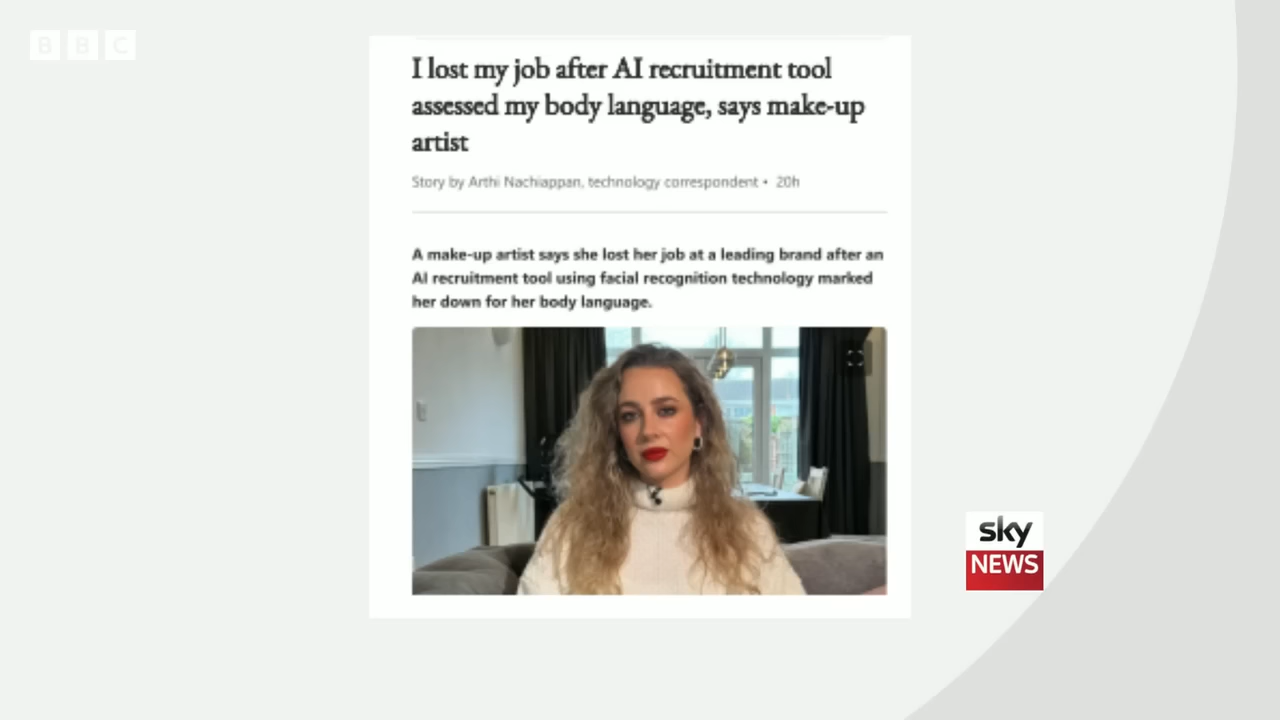 BBC
I lost my job after AI recruitment tool
assessed my body language, says make-up
artist
Story by Arthi Nachiappan, technology correspondent • 20h
A make-up artist says she lost her job at a leading brand after an
AI recruitment tool using facial recognition technology marked
her down for her body language.
sky
NEWS